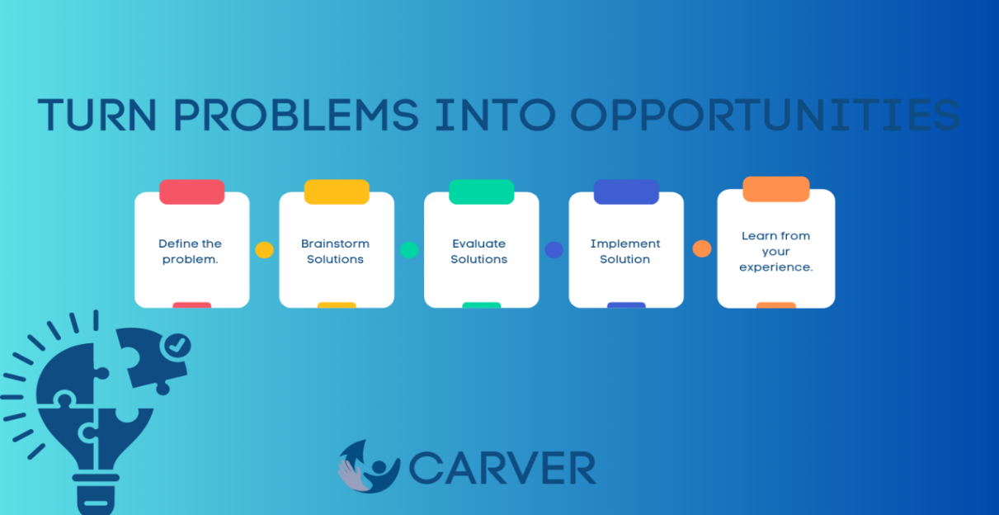 TURN PROBLEMS INTO OPPORTUNITIES
Define the
problem.
Brainstorm
Solutions
Evaluate
Solutions
Implement
Solution
Learn from
your
experience.
CARVER